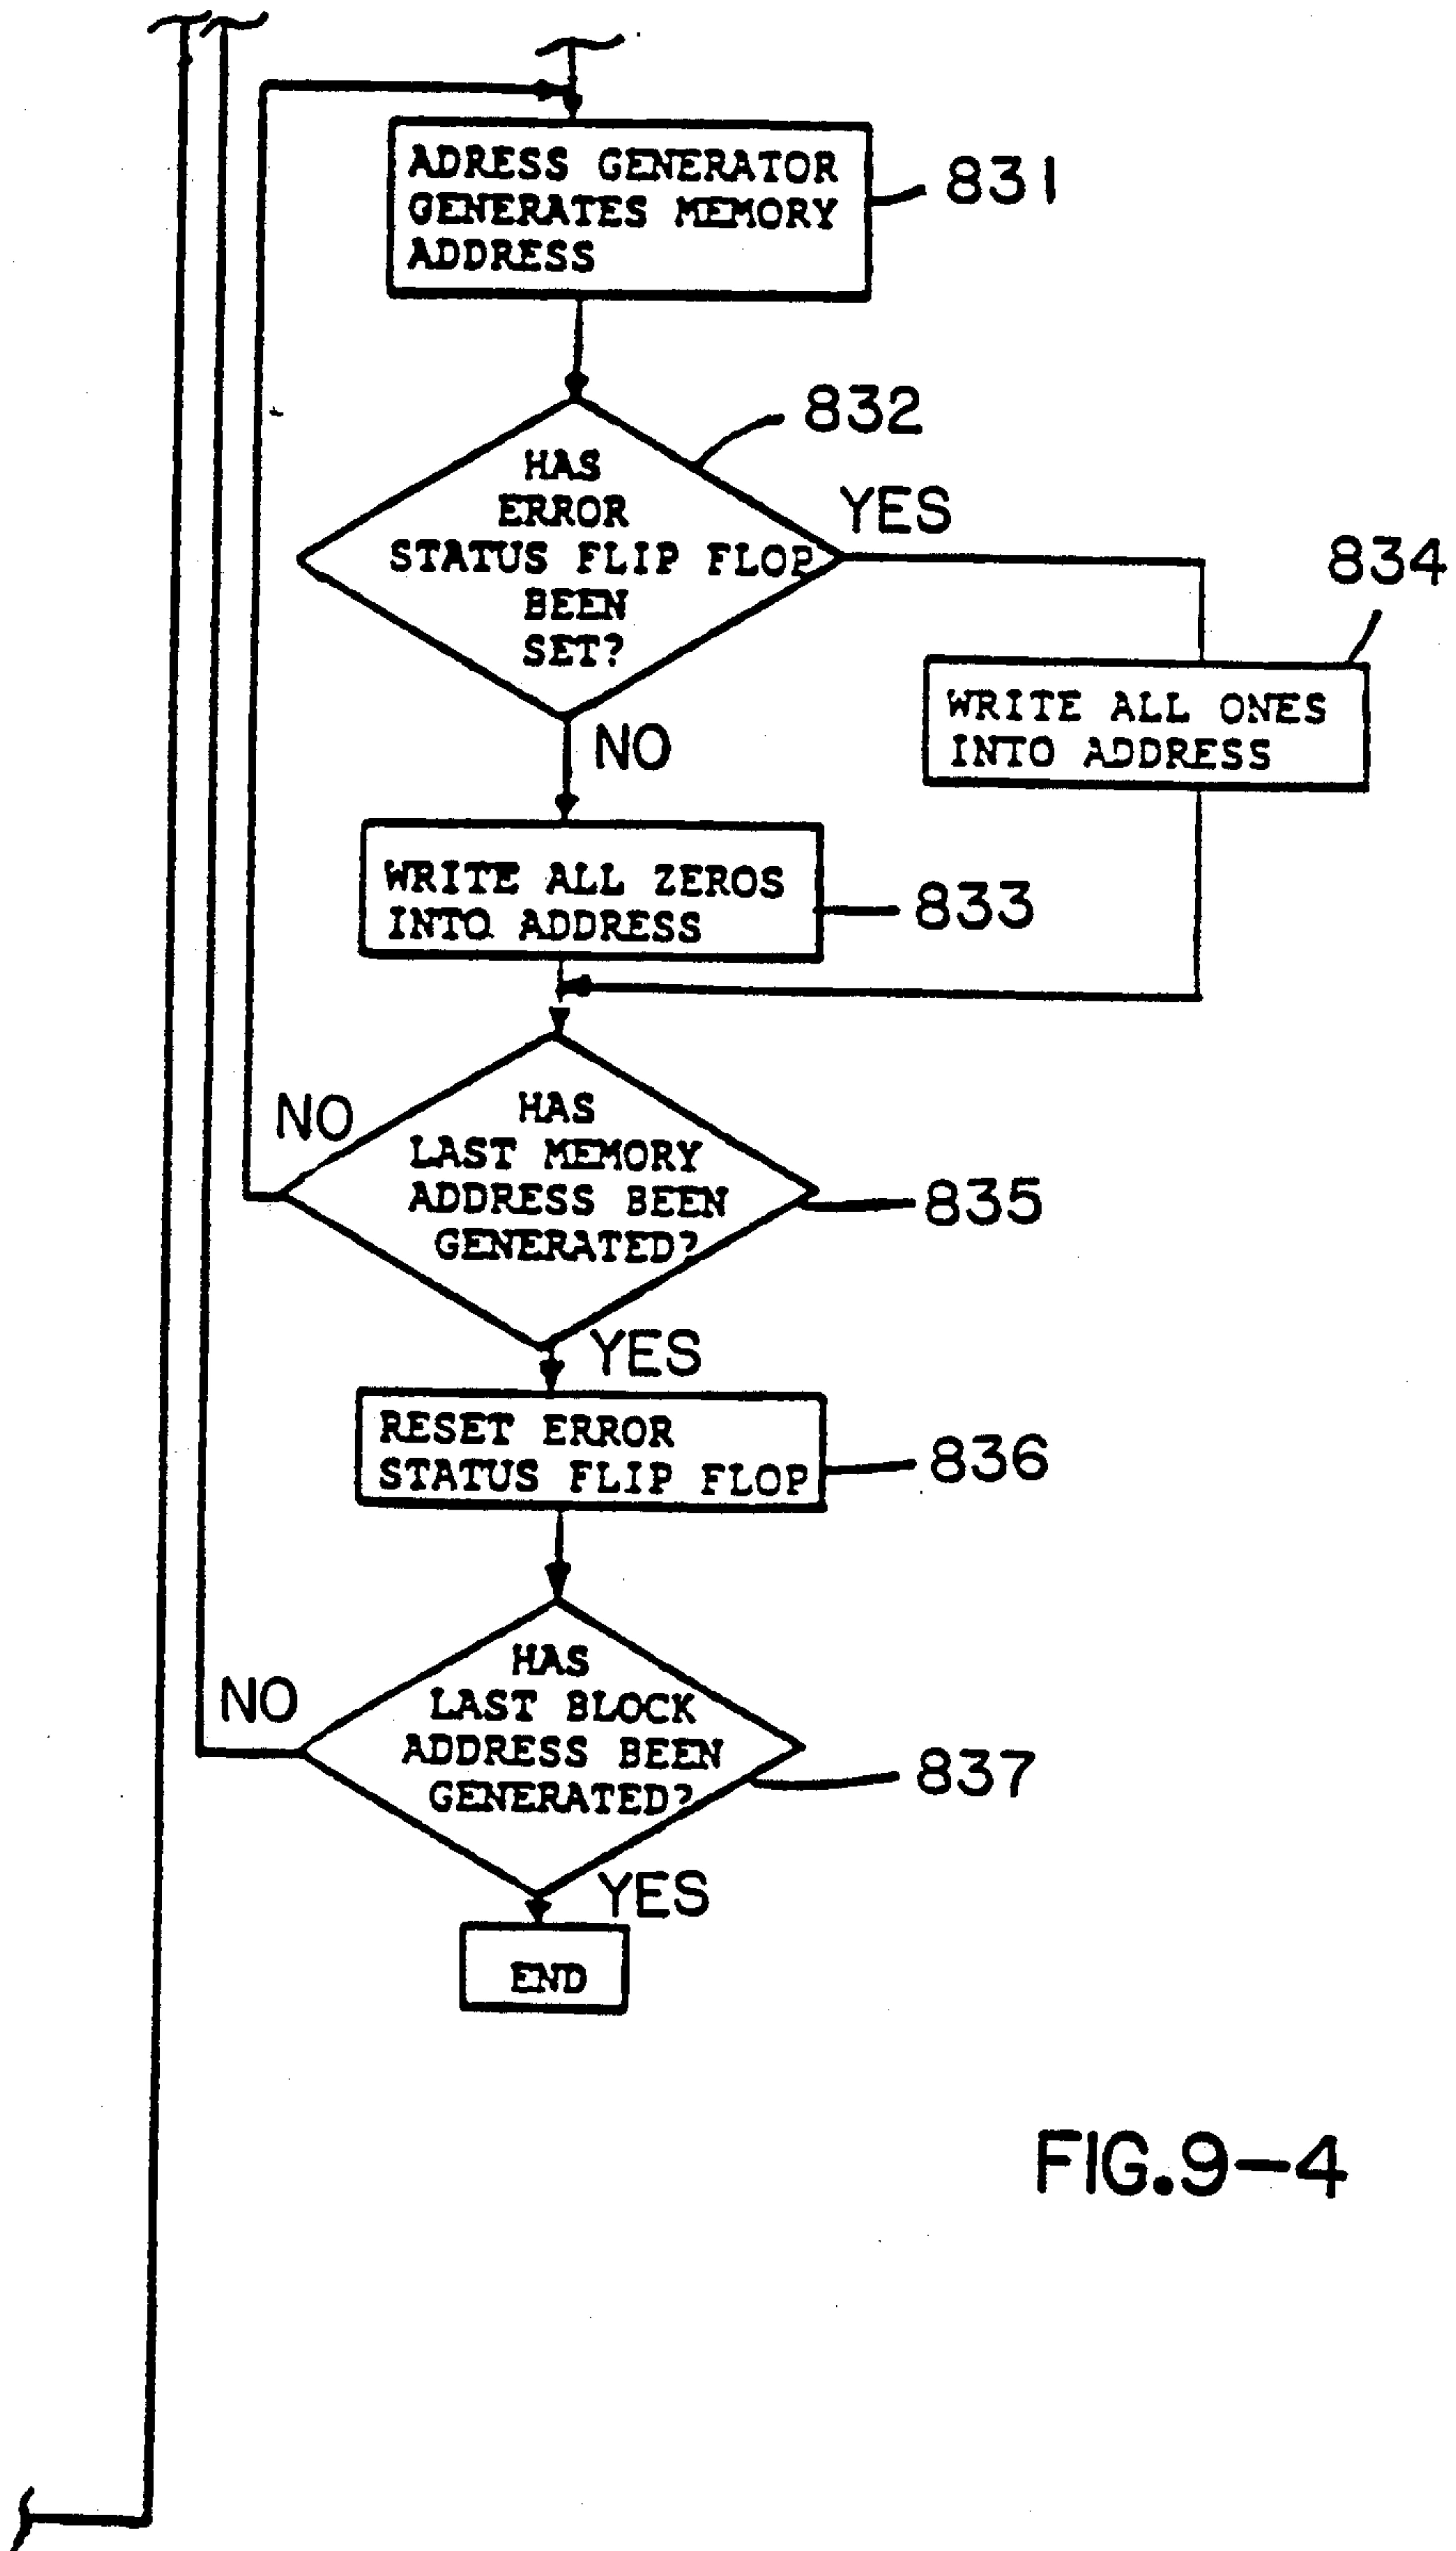 ADRESS GENERATOR
GENERATES MEMORY
ADDRESS
831
832
HAS
ERROR
STATUS FLIP FLOP
BEEN
SET?
YES
834
WRITE ALL ONES
INTO ADDRESS
NO
WRITE ALL ZEROS
INTO ADDRESS
833
NO
HAS
LAST MEMORY
ADDRESS BEEN
GENERATED?
835
YES
RESET ERROR
STATUS FLIP FLOP
836
NO
HAS
LAST BLOCK
ADDRESS BEEN
GENERATED?
837
YES
END
FIG.9-4